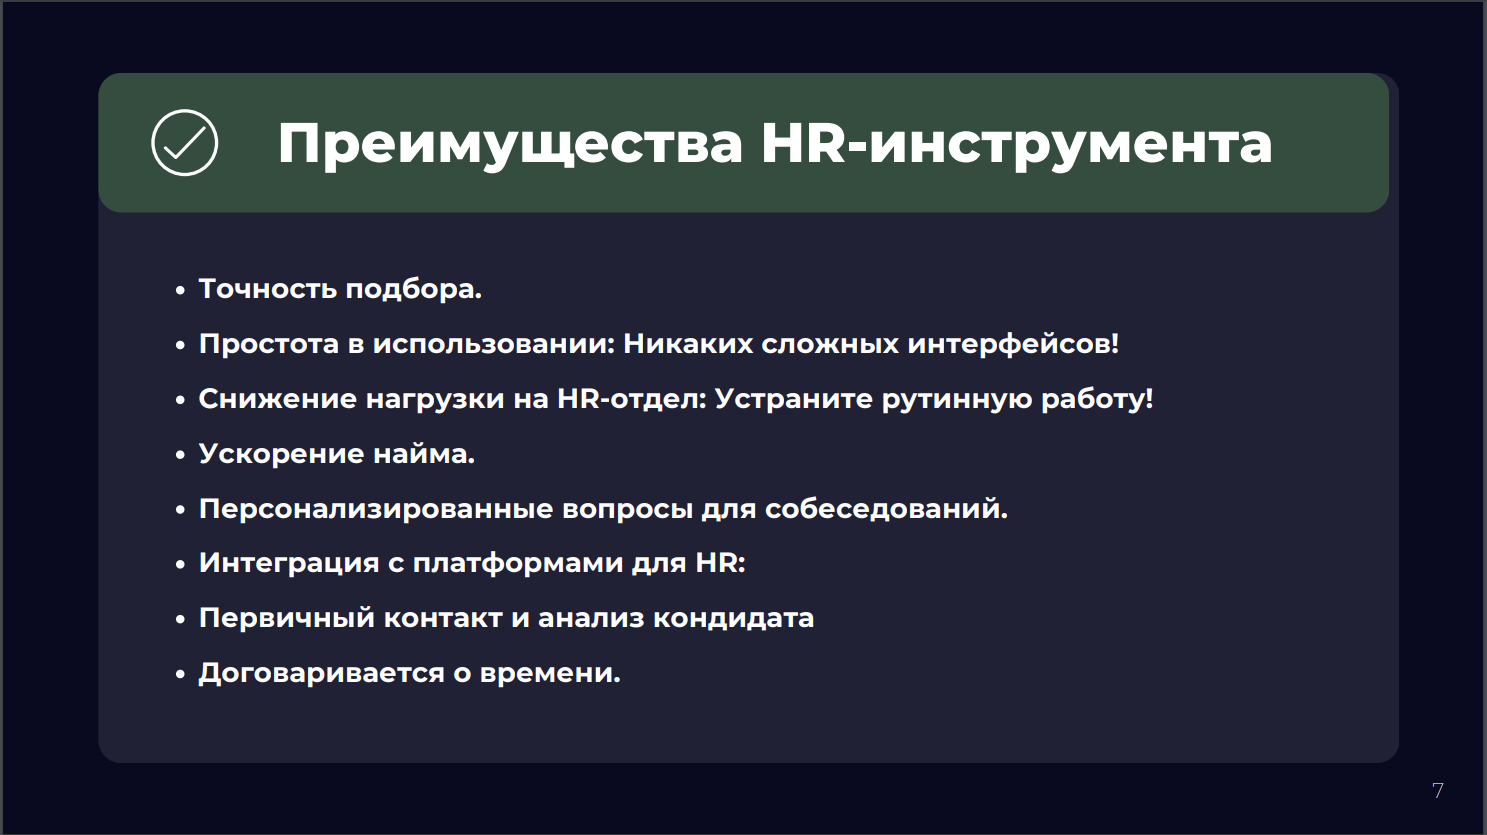 Преимущества HR-инструмента
• Точность подбора.
• Простота в использовании: Никаких сложных интерфейсов!
• Снижение нагрузки на HR-отдел: Устраните рутинную работу!
• Ускорение найма.
• Персонализированные вопросы для собеседований.
• Интеграция с платформами для HR:
• Первичный контакт и анализ кондидата
• Договаривается о времени.
7